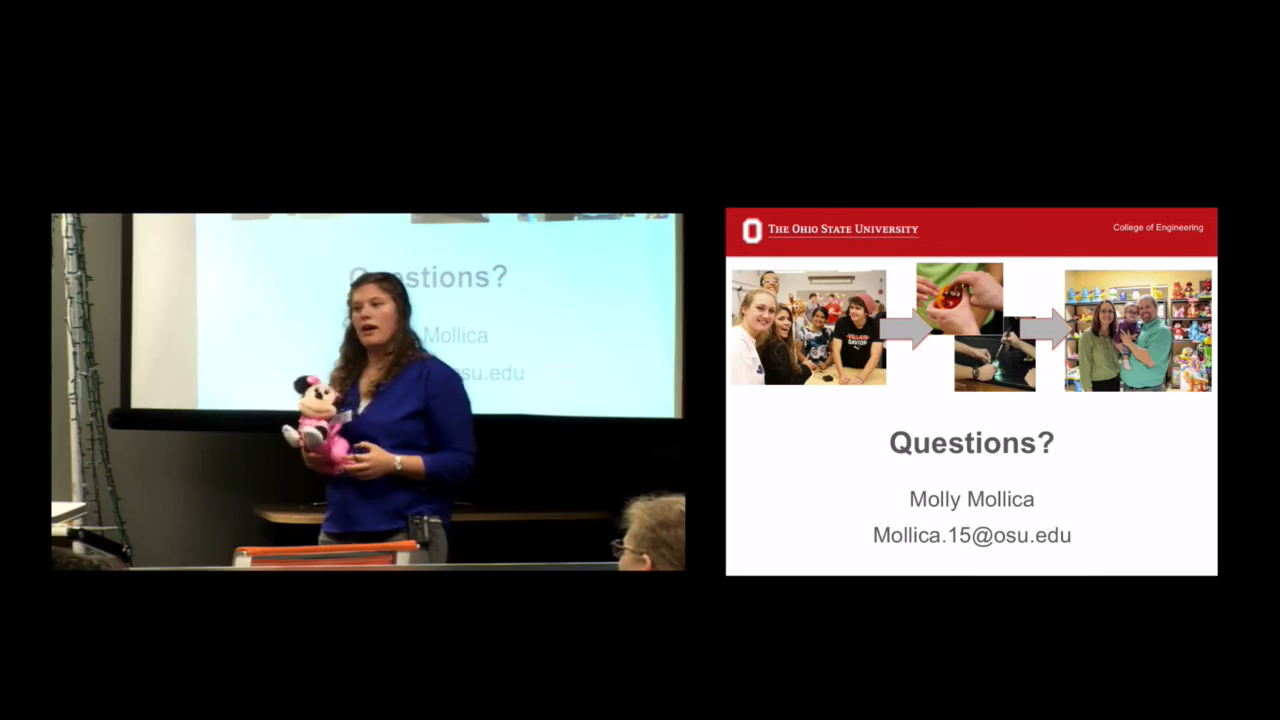 Questions?
Mollica
osu.edu
THE OHIO STATE UNIVERSITY
College of Engineering
Questions?
Molly Mollica
Mollica.15@osu.edu